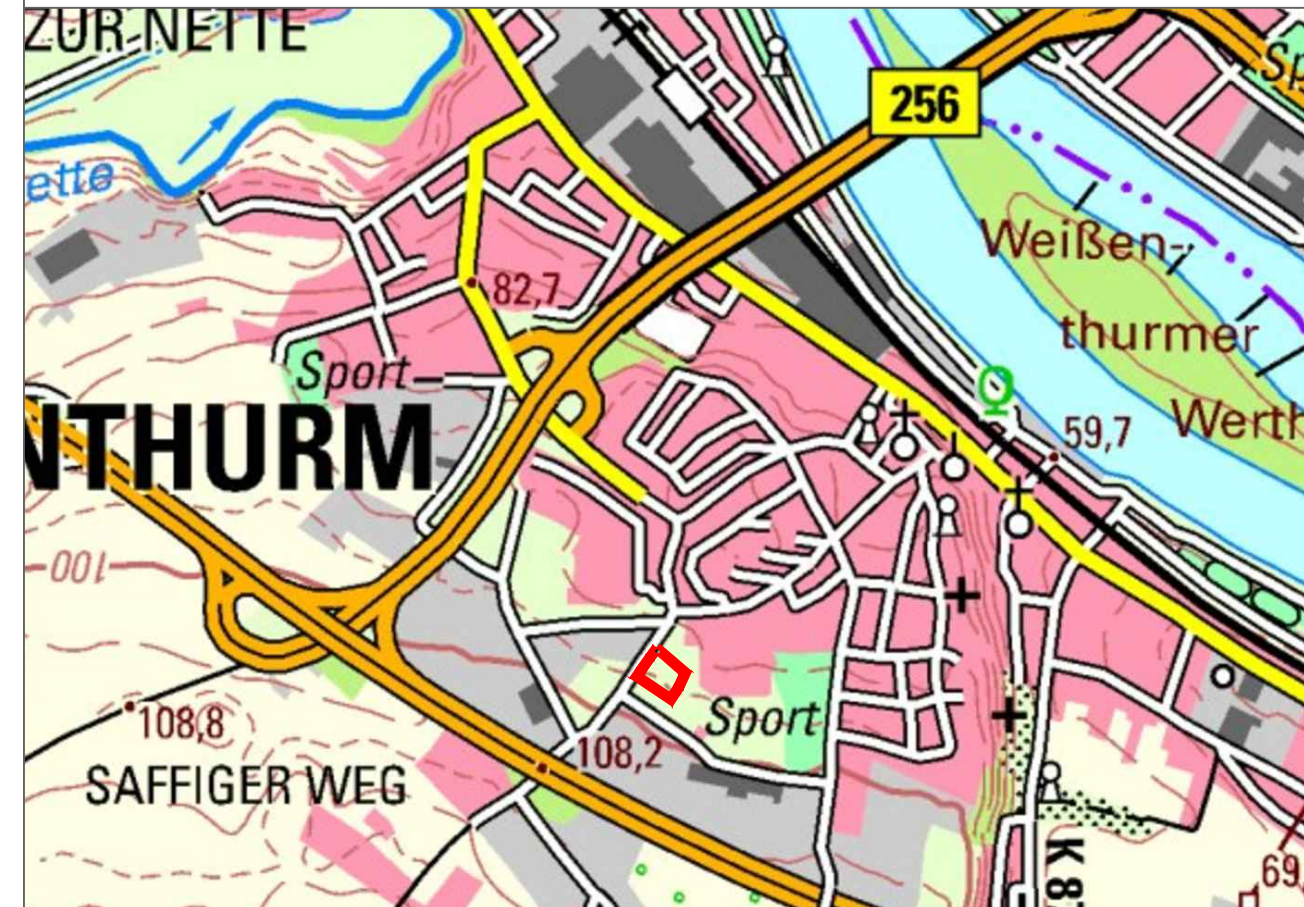 ZUR NETTE
Sp
256
ette
Weißen-
82,7
thurmer
Sport
Werth
59,7
NTHURM
100
108,8
Sport
108,2
SAFFIGER WEG
K 87
69,